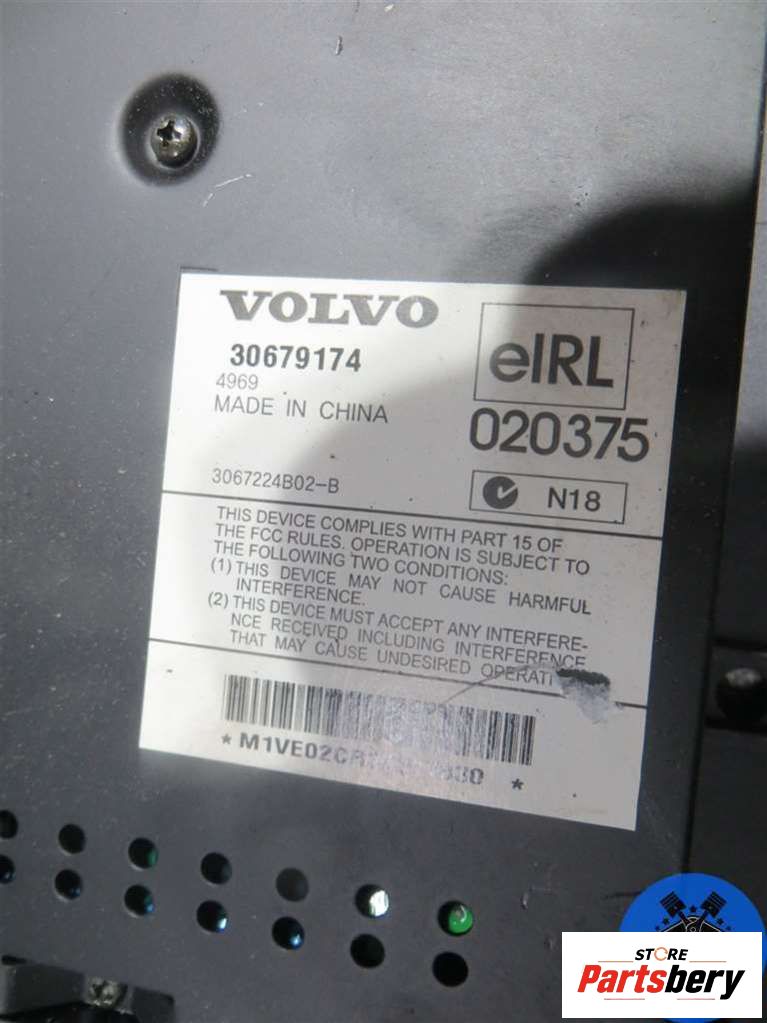 VOLVO
30679174
4969
MADE IN CHINA
eIRL
020375
3067224B02-B
N18
THIS DEVICE COMPLIES WITH PART 15 OF
THE FCC RULES. OPERATION IS SUBJECT TO
THE FOLLOWING TWO CONDITIONS:
(1) THIS DEVICE MAY NOT CAUSE HARMFUL
INTERFERENCE.
(2) THIS DEVICE MUST ACCEPT ANY INTERFERE-
NCE RECEIVED INCLUDING INTERFERENCE
THAT MAY CAUSE UNDESIRED
STORE
Partsbery